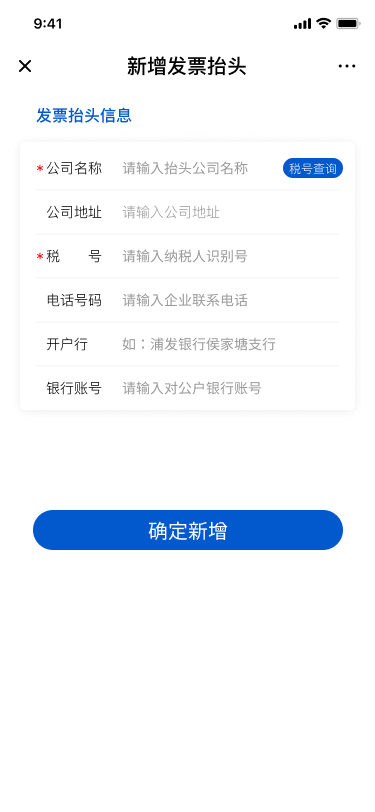 9:41
新增发票抬头
发票抬头信息
*公司名称 请输入抬头公司名称 税号查询
公司地址 请输入公司地址
*税 号 请输入纳税人识别号
电话号码 请输入企业联系电话
开户行 如：浦发银行侯家塘支行
银行账号 请输入对公户银行账号
确定新增